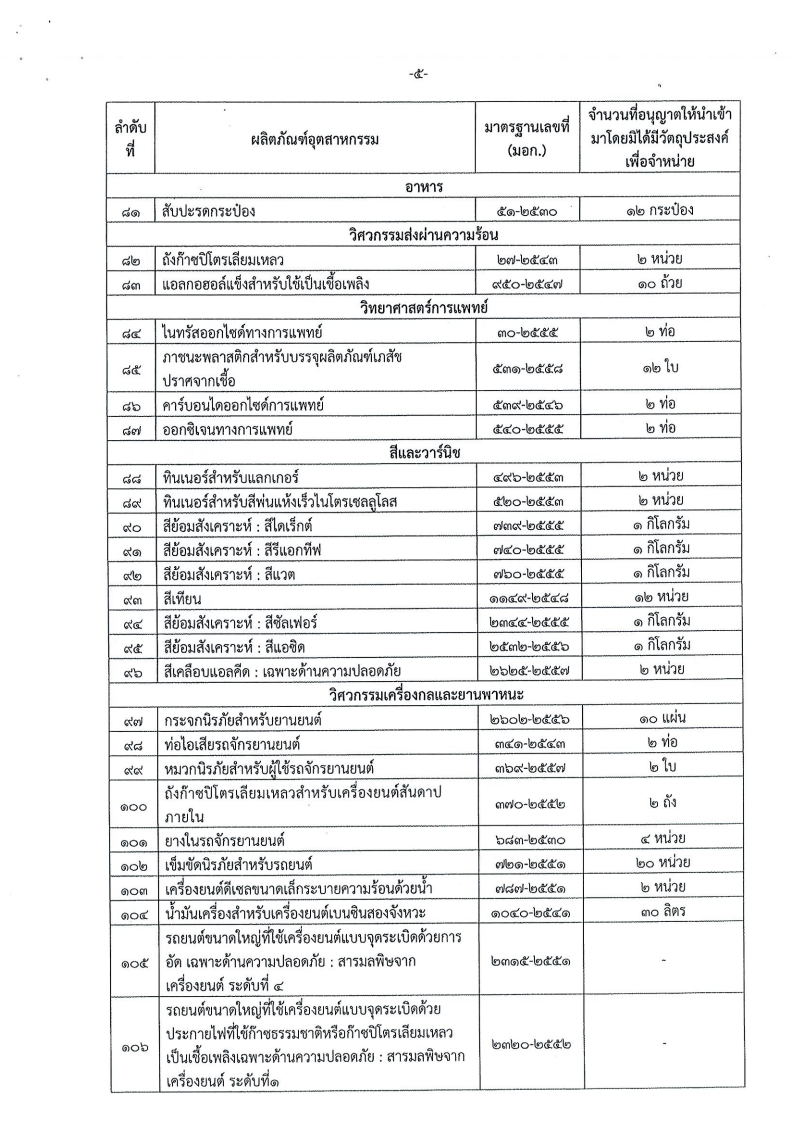 -๕-
ลำดับที่ ผลิตภัณฑ์อุตสาหกรรม มาตรฐานเลขที่ (มอก.) จำนวนที่อนุญาตให้นำเข้ามาโดยมิได้มีวัตถุประสงค์เพื่อจำหน่าย
อาหาร
๘๑ สับปะรดกระป๋อง ๕๑-๒๕๓๐ ๑๒ กระป๋อง
วิศวกรรมส่งผ่านความร้อน
๘๒ ถังก๊าซปิโตรเลียมเหลว ๒๗-๒๕๔๓ ๒ หน่วย
๘๓ แอลกอฮอล์แข็งสำหรับใช้เป็นเชื้อเพลิง ๙๕๐-๒๕๔๗ ๑๐ ถ้วย
วิทยาศาสตร์การแพทย์
๘๔ ไนทรัสออกไซด์ทางการแพทย์ ๓๐-๒๕๕๕ ๒ ท่อ
๘๕ ภาชนะพลาสติกสำหรับบรรจุผลิตภัณฑ์เภสัช
ปราศจากเชื้อ ๕๓๑-๒๕๕๘ ๑๒ ใบ
๘๖ คาร์บอนไดออกไซด์การแพทย์ ๕๓๙-๒๕๔๖ ๒ ท่อ
๘๗ ออกซิเจนทางการแพทย์ ๕๔๐-๒๕๕๕ ๒ ท่อ
สีและวาร์นิช
๘๘ ทินเนอร์สำหรับแลกเกอร์ ๔๙๖-๒๕๕๓ ๒ หน่วย
๘๙ ทินเนอร์สำหรับสีพ่นแห้งเร็วไนโตรเซลลูโลส ๕๒๐-๒๕๕๓ ๒ หน่วย
๙๐ สีย้อมสังเคราะห์ : สีไดเร็กต์ ๗๓๙-๒๕๕๕ ๑ กิโลกรัม
๙๑ สีย้อมสังเคราะห์ : สีรีแอกทีฟ ๗๔๐-๒๕๕๕ ๑ กิโลกรัม
๙๒ สีย้อมสังเคราะห์ : สีแวต ๗๖๐-๒๕๕๕ ๑ กิโลกรัม
๙๓ สีเทียน ๑๑๔๙-๒๕๔๘ ๑๒ หน่วย
๙๔ สีย้อมสังเคราะห์ : สีซัลเฟอร์ ๒๓๔๔-๒๕๕๕ ๑ กิโลกรัม
๙๕ สีย้อมสังเคราะห์ : สีแอซิด ๒๕๓๒-๒๕๕๖ ๑ กิโลกรัม
๙๖ สีเคลือบแอลคีด : เฉพาะด้านความปลอดภัย ๒๖๒๕-๒๕๕๗ ๒ หน่วย
วิศวกรรมเครื่องกลและยานพาหนะ
๙๗ กระจกนิรภัยสำหรับยานยนต์ ๒๖๐๒-๒๕๕๖ ๑๐ แผ่น
๙๘ ท่อไอเสียรถจักรยานยนต์ ๓๔๑-๒๕๔๓ ๒ ท่อ
๙๙ หมวกนิรภัยสำหรับผู้ใช้รถจักรยานยนต์ ๓๖๙-๒๕๕๗ ๒ ใบ
๑๐๐ ถังก๊าซปิโตรเลียมเหลวสำหรับเครื่องยนต์สันดาป
ภายใน ๓๗๐-๒๕๕๒ ๒ ถัง
๑๐๑ ยางในรถจักรยานยนต์ ๖๘๓-๒๕๓๐ ๔ หน่วย
๑๐๒ เข็มขัดนิรภัยสำหรับรถยนต์ ๗๒๑-๒๕๕๑ ๒๐ หน่วย
๑๐๓ เครื่องยนต์ดีเซลขนาดเล็กระบายความร้อนด้วยน้ำ ๗๘๗-๒๕๕๑ ๒ หน่วย
๑๐๔ น้ำมันเครื่องสำหรับเครื่องยนต์เบนซินสองจังหวะ ๑๐๔๐-๒๕๔๑ ๓๐ ลิตร
๑๐๕ รถยนต์ขนาดใหญ่ที่ใช้เครื่องยนต์แบบจุดระเบิดด้วยการ
อัด เฉพาะด้านความปลอดภัย : สารมลพิษจาก
เครื่องยนต์ ระดับที่ ๔ ๒๓๑๕-๒๕๕๑ -
๑๐๖ รถยนต์ขนาดใหญ่ที่ใช้เครื่องยนต์แบบจุดระเบิดด้วย
ประกายไฟที่ใช้ก๊าซธรรมชาติหรือก๊าซปิโตรเลียมเหลว
เป็นเชื้อเพลิงเฉพาะด้านความปลอดภัย : สารมลพิษจาก
เครื่องยนต์ ระดับที่๑ ๒๓๒๐-๒๕๕๒ -